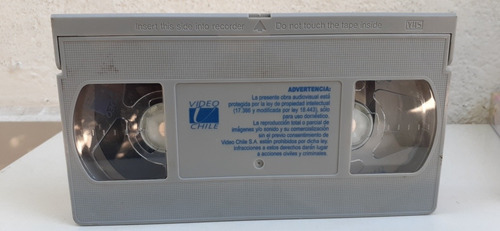 Insert this side into recorder △ Do not touch the tape inside VHS
VIDEO
CHILE
ADVERTENCIA:
La presente obra audiovisual está
protegida por la ley de propiedad intelectual
(17.336 y modificada por ley 18.443), sólo
para uso doméstico.
La reproducción total o parcial de
imágenes y/o sonido y su comercialización
sin el previo consentimiento de
Video Chile S.A. están prohibidos por dicha ley,
infracciones a estos derechos darán lugar
a acciones civiles y criminales.